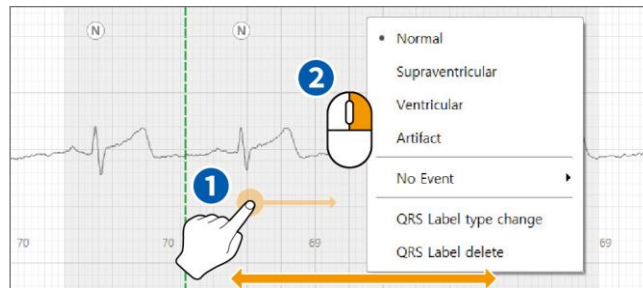 N
N
2
Normal
Supraventricular
Ventricular
Artifact
No Event
QRS Label type change
QRS Label delete
1
70
70
69
69